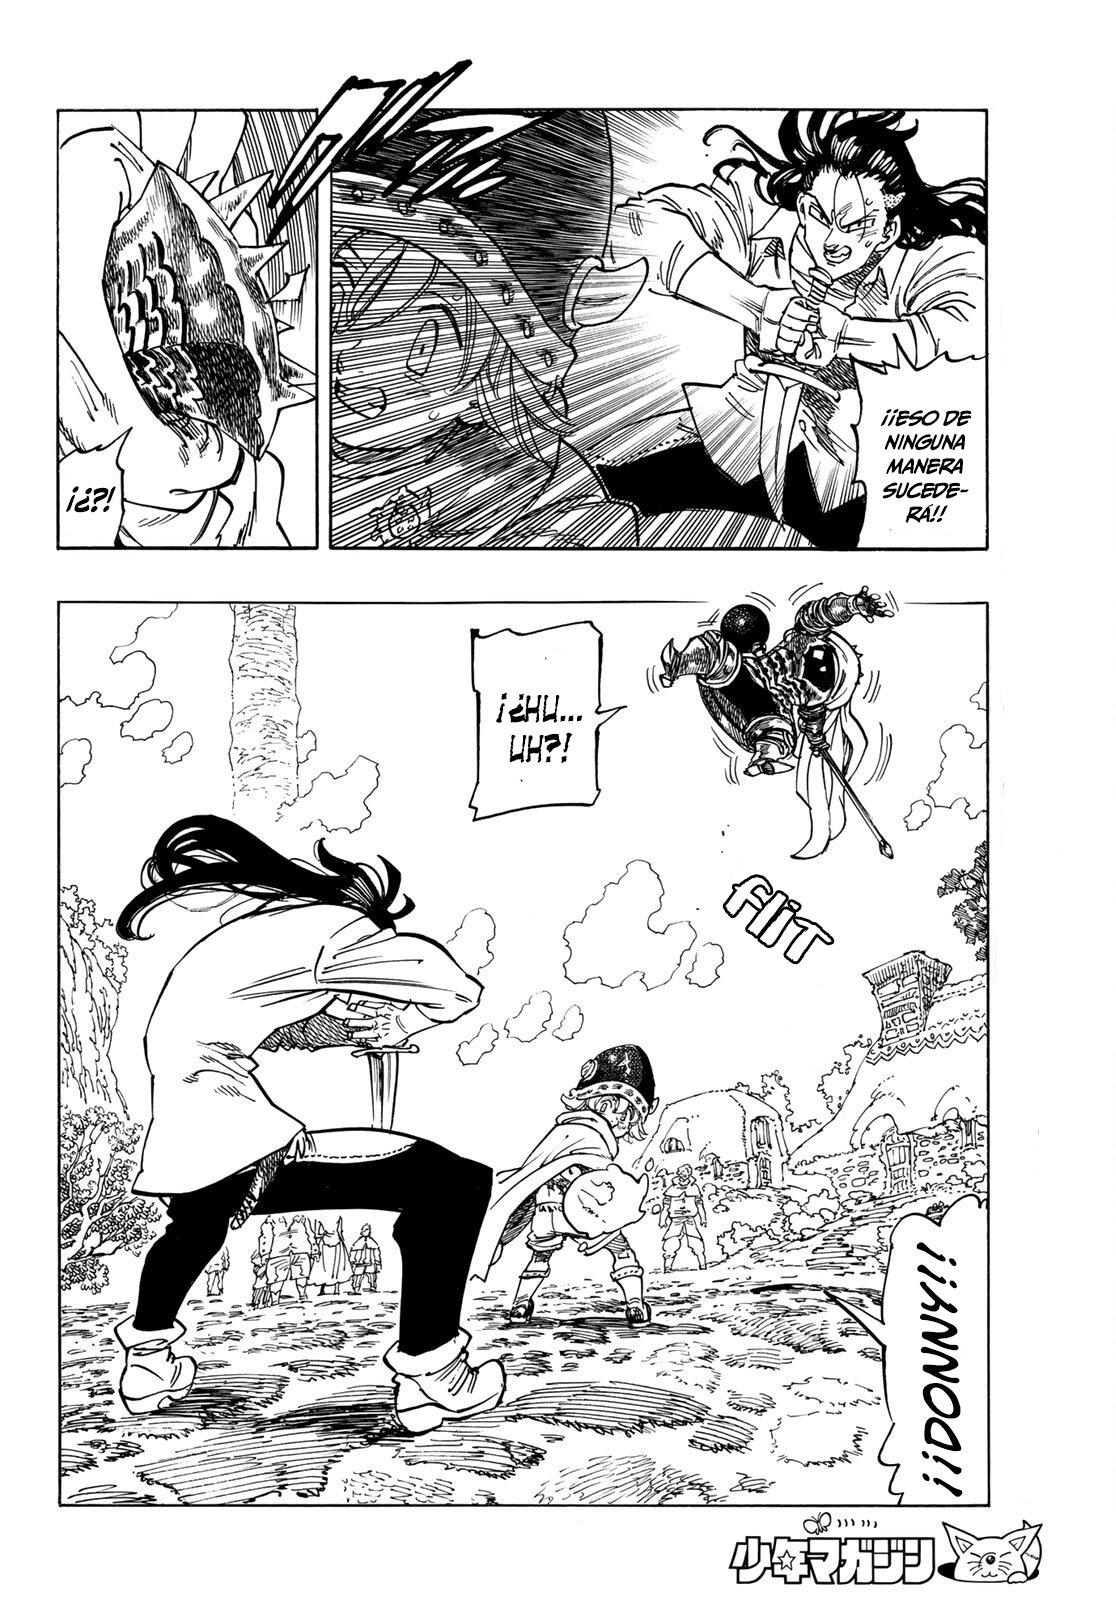 ¡¡ESO DE
NINGUNA
MANERA
SUCEDE-
RÁ!!
¡¿?!
¡¿HU...
UH?!
flit
¡¡DONNY!!
少年マガジン